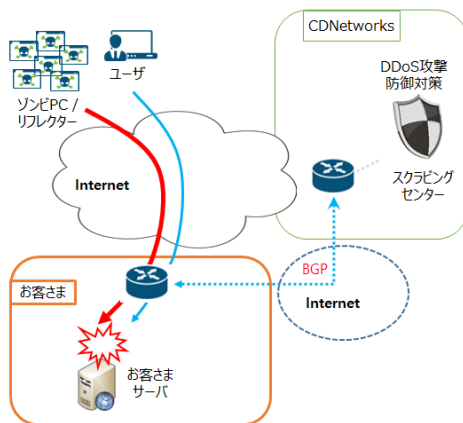 CDNetworks
DDoS攻撃
防御対策
ユーザ
ゾンビPC /
リフレクター
スクラビング
センター
Internet
BGP
お客さま
Internet
お客さま
サーバ